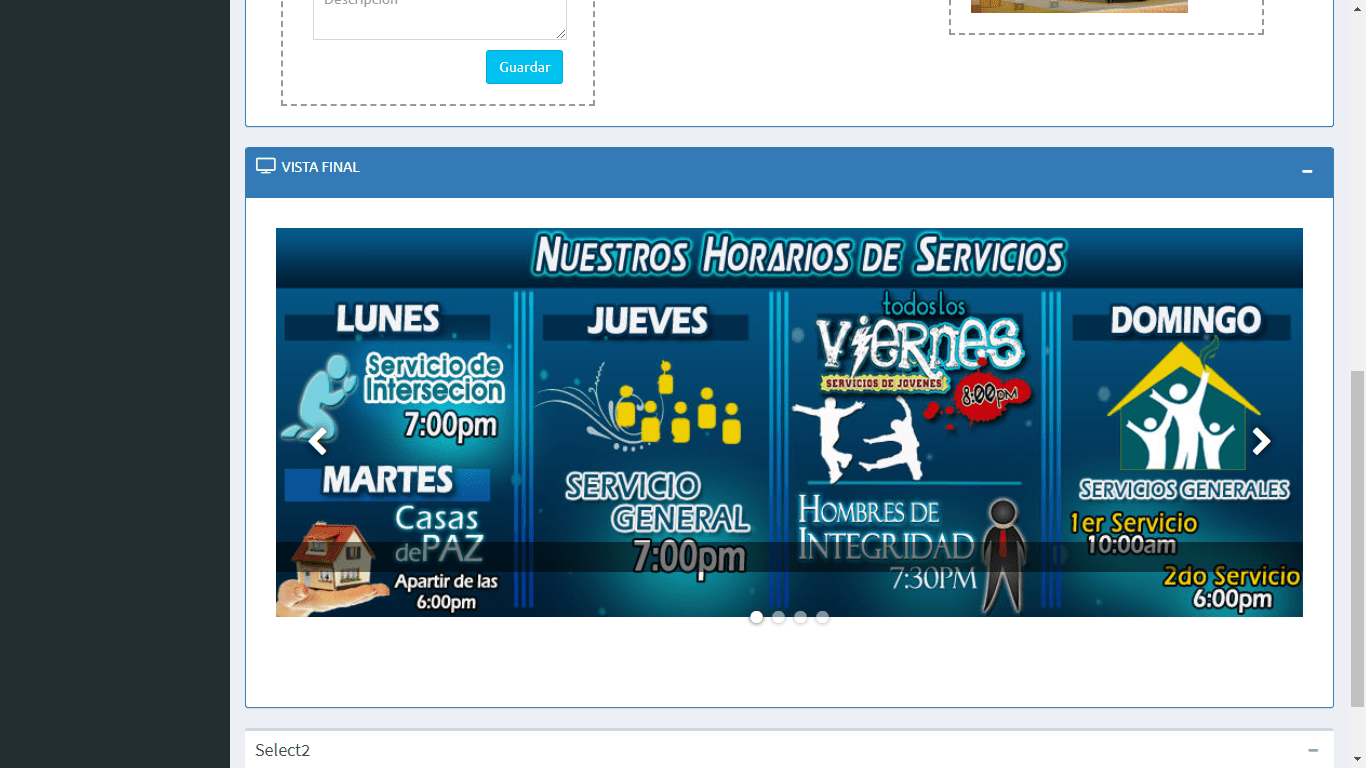 Descripción
Guardar
VISTA FINAL
NUESTROS HORARIOS DE SERVICIOS
LUNES
Servicio de
Intersecion
7:00pm
MARTES
Casas
de PAZ
Apartir de las
6:00pm
JUEVES
SERVICIO
GENERAL
7:00pm
todos los
ViERNES
SERVICIOS DE JOVENES
8:00PM
HOMBRES DE
INTEGRIDAD
7:30PM
DOMINGO
SERVICIOS GENERALES
1er Servicio
10:00am
2do Servicio
6:00pm
Select2